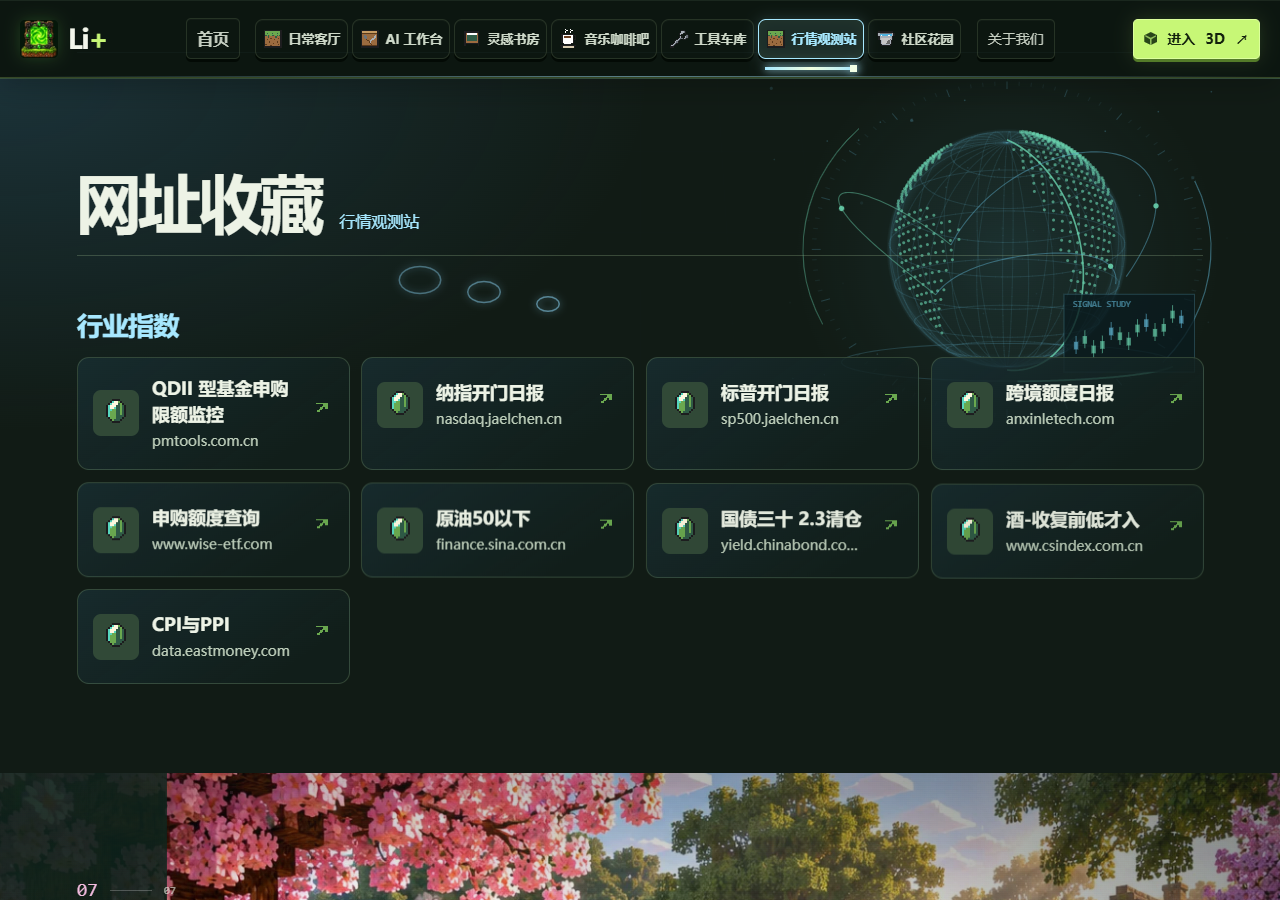 Li+
首页
日常客厅
AI 工作台
灵感书房
音乐咖啡吧
工具车库
行情观测站
社区花园
关于我们
进入 3D ↗
网址收藏
行情观测站
SIGNAL STUDY
行业指数
QDII 型基金申购
限额监控
pmtools.com.cn
纳指开门日报
nasdaq.jaelchen.cn
标普开门日报
sp500.jaelchen.cn
跨境额度日报
anxinletech.com
申购额度查询
www.wise-etf.com
原油50以下
finance.sina.com.cn
国债三十 2.3清仓
yield.chinabond.co...
酒-收复前低才入
www.csindex.com.cn
CPI与PPI
data.eastmoney.com
07
07